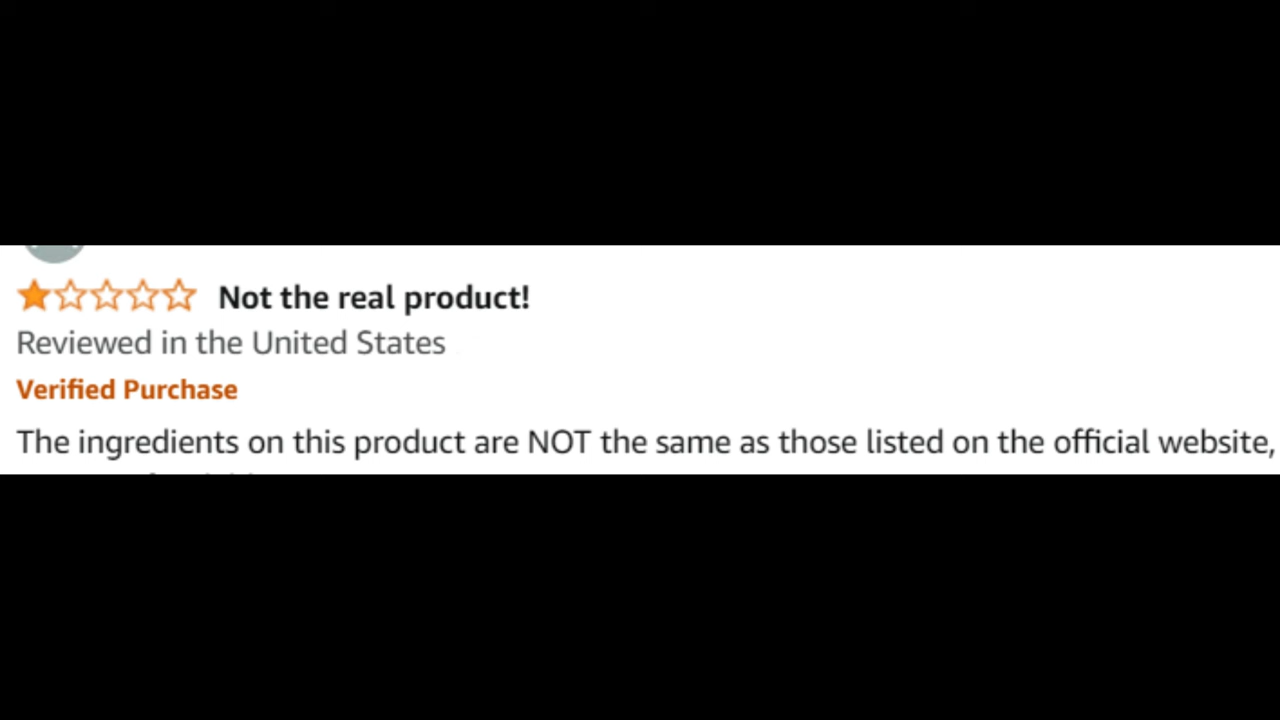 Not the real product!
Reviewed in the United States
Verified Purchase
The ingredients on this product are NOT the same as those listed on the official website,